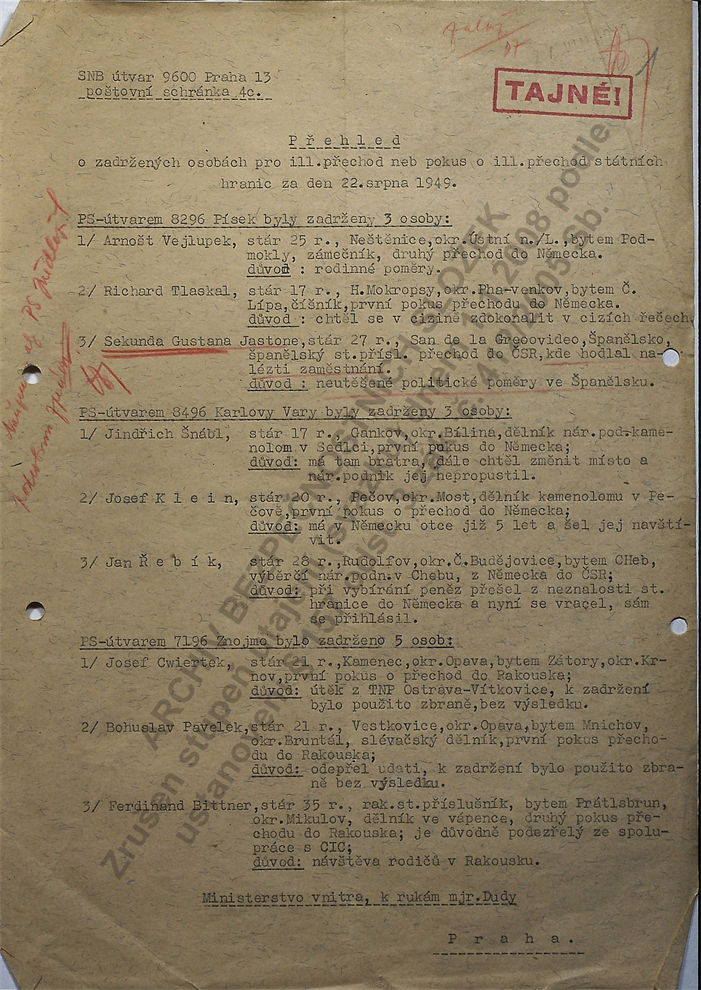 SNB útvar 9600 Praha 13
poštovní schránka 4c.
TAJNÉ!
P ř e h l e d
o zadržených osobách pro ill.přechod neb pokus o ill.přechod státních
hranic za den 22.srpna 1949.
PS-útvarem 8296 Písek byly zadrženy 3 osoby:
1/ Arnošt Vejlupek, stár 25 r., Neštěnice,okr.Ústní n./L.,bytem Pod-
mokly, zámečník, druhý přechod do Německa.
důvod : rodinné poměry.
2/ Richard Tlaskal, stár 17 r., H.Mokropsy,okr.Pha-venkov,bytem Č.
Lípa,číšník,první pokus přechodu do Německa.
důvod : chtěl se v cizině zdokonalit v cizích řečech.
3/ Sekunda Gustana Jastone,stár 27 r., San de la Grecovideo,Španělsko,
španělský st.přísl. přechod do ČSR,kde hodlal na-
lézti zaměstnání.
důvod : neutěšené politické poměry ve Španělsku.
PS-útvarem 8496 Karlovy Vary byly zadrženy 3 osoby:
1/ Jindřich Šnábl, stár 17 r., Gankov,okr.Bílina,dělník nár.pod.kame-
nolom v Sedlci,první pokus do Německa;
důvod: má tam bratra, dále chtěl změnit místo a
nár.podnik jej nepropustil.
2/ Josef K l e i n, stár 20 r., Pečov,okr.Most,dělník kamenolomu v Pe-
čově,první pokus o přechod do Německa;
důvod: má v Německu otce již 5 let a šel jej navští-
vit.
3/ Jan Ř e b í k, stár 28 r.,Rudolfov,okr.Č.Budějovice,bytem CHeb,
výběrčí nár.podn.v Chebu, z Německa do ČSR;
důvod: při vybírání peněz přešel z neznalosti st.
hranice do Německa a nyní se vracel, sám
se přihlásil.
PS-útvarem 7196 Znojmo bylo zadrženo 5 osob:
1/ Josef Cwiertek, stár 21 r.,Kamenec,okr.Opava,bytem Zátory,okr.Kr-
nov,první pokus o přechod do Rakouska;
důvod: útěk z TNP Ostrava-Vítkovice, k zadržení
bylo použito zbraně,bez výsledku.
2/ Bohuslav Pavelek,stár 21 r., Vestkovice,okr.Opava,bytem Mnichov,
okr.Bruntál, slévačský dělník,první pokus přecho-
du do Rakouska;
důvod: odepřel udati, k zadržení bylo použito zbra-
ně bez výsledku.
3/ Ferdinand Bittner,stár 35 r., rak.st.příslušník, bytem Prátlsbrun,
okr.Mikulov, dělník ve vápence, druhý pokus pře-
chodu do Rakouska; je důvodně podezřelý ze spolu-
práce s CIC;
důvod: návštěva rodičů v Rakousku.
Ministerstvo vnitra, k rukám mjr.Dudy
P r a h a .
ARCHIV BEZPEČNOSTNÍCH SLOŽEK
Zrušen stupeň utajení
2008 podle
ustanovení